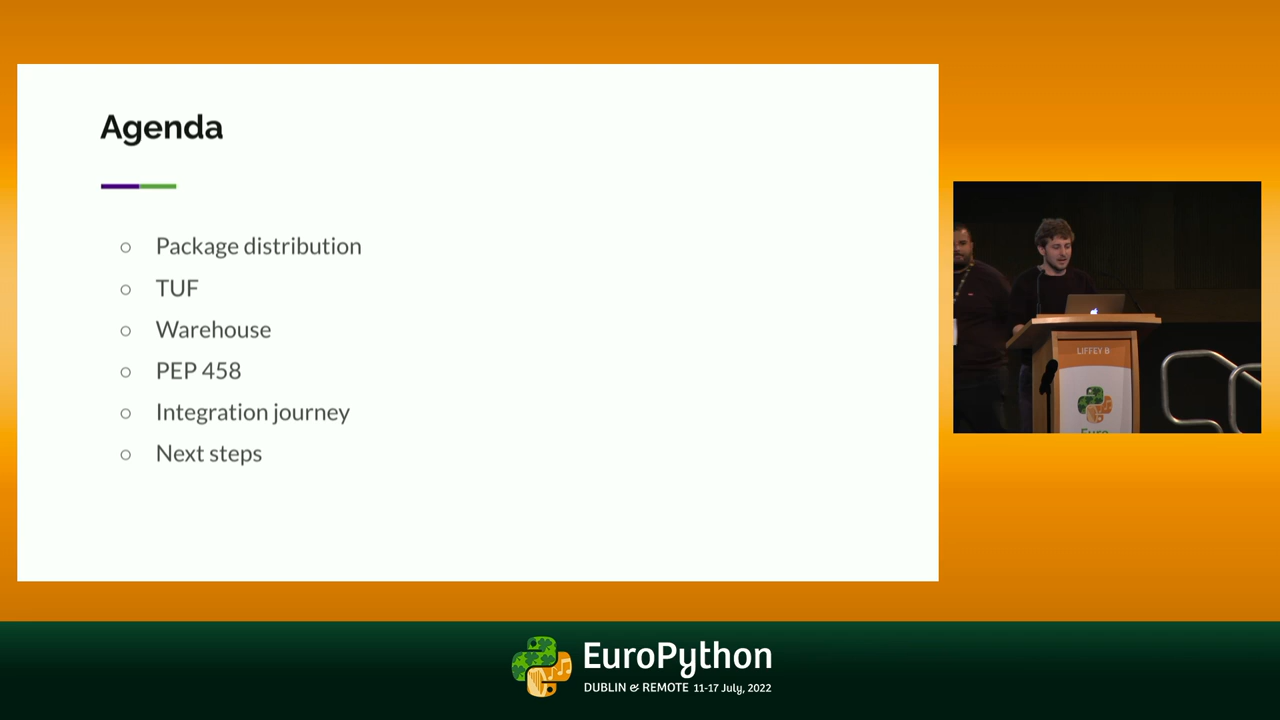 Agenda
Package distribution
TUF
Warehouse
PEP 458
Integration journey
Next steps
LIFFEY B
Euro
EuroPython
DUBLIN & REMOTE 11-17 July, 2022